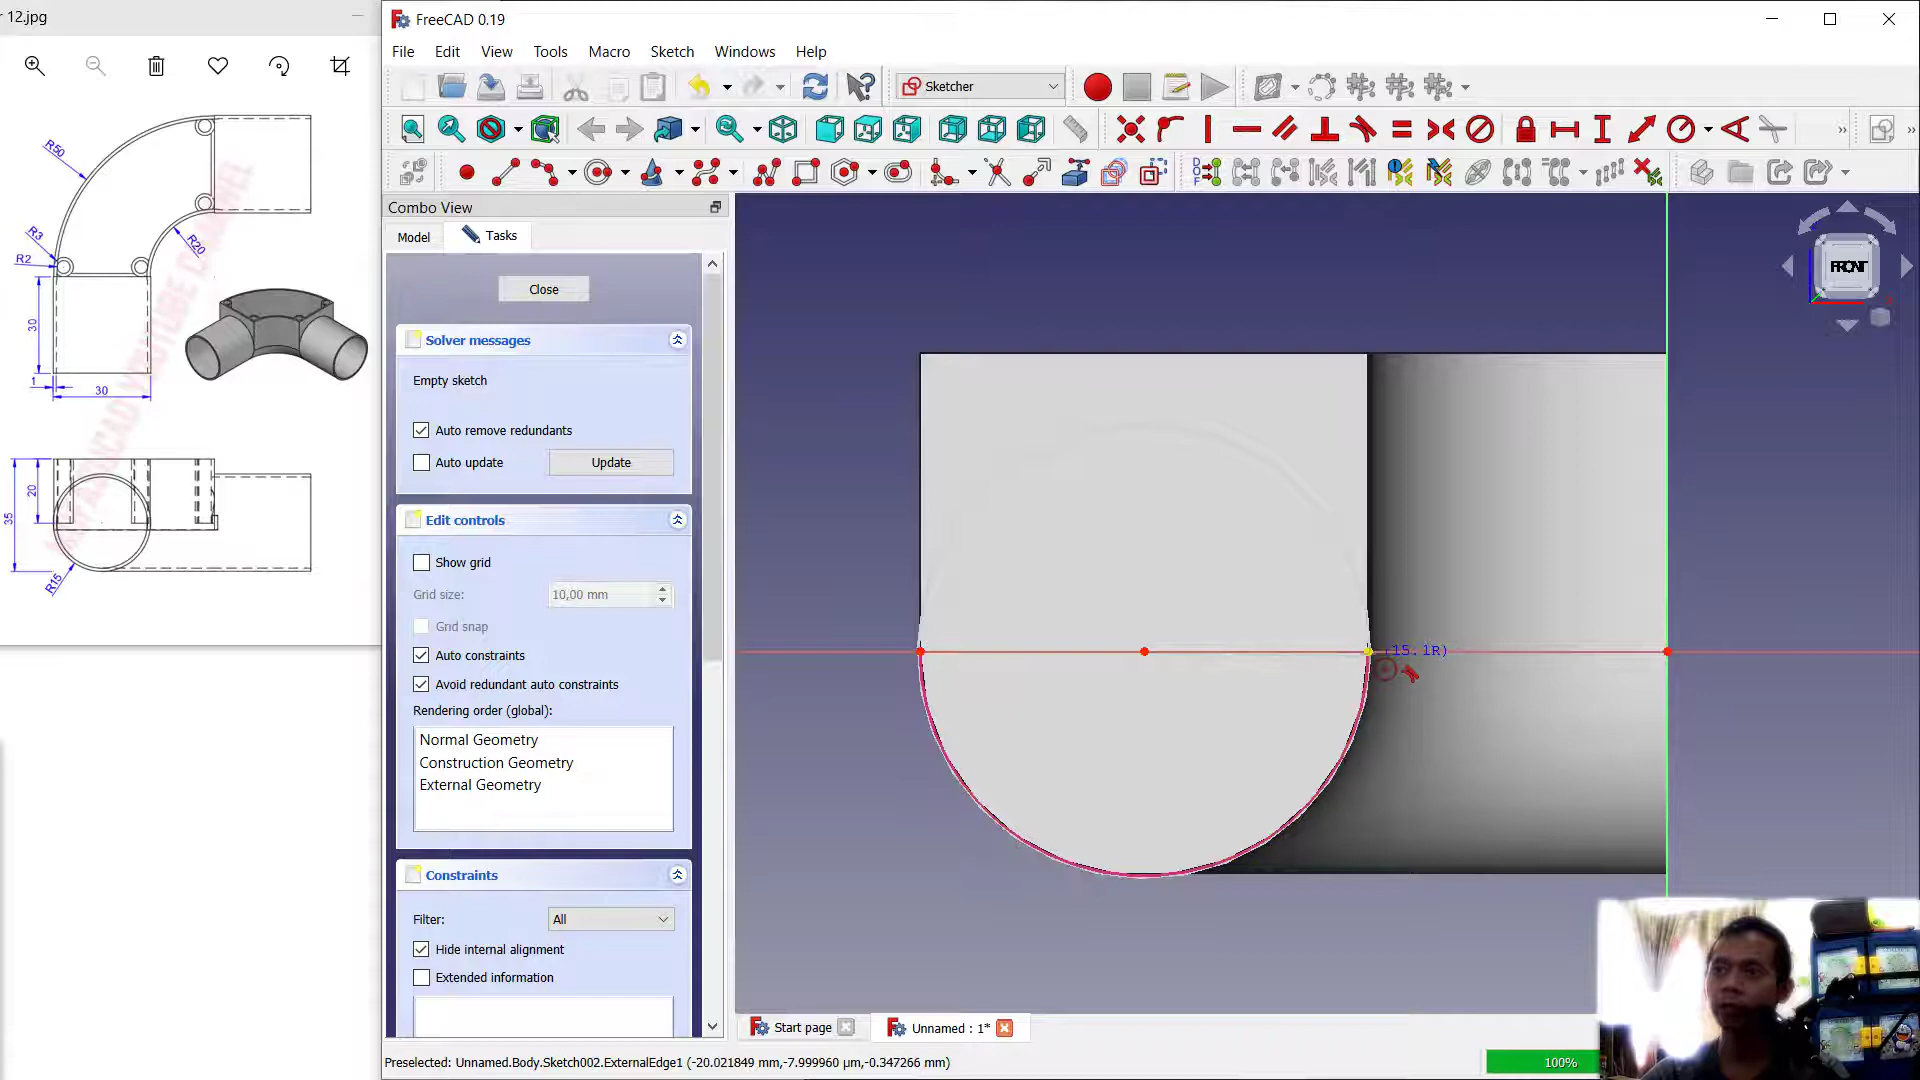 r 12.jpg
FreeCAD 0.19
File Edit View Tools Macro Sketch Windows Help
Sketcher
Combo View
Model Tasks
Close
Solver messages
Empty sketch
Auto remove redundants
Auto update Update
Edit controls
Show grid
Grid size: 10,00 mm
Grid snap
Auto constraints
Avoid redundant auto constraints
Rendering order (global):
Normal Geometry
Construction Geometry
External Geometry
Constraints
Filter: All
Hide internal alignment
Extended information
R50
R3
R2
R20
30
1
30
20
35
R15
FRONT
(15.1R)
Start page
Unnamed : 1*
Preselected: Unnamed.Body.Sketch002.ExternalEdge1 (-20.021849 mm,-7.999960 µm,-0.347266 mm)
100%